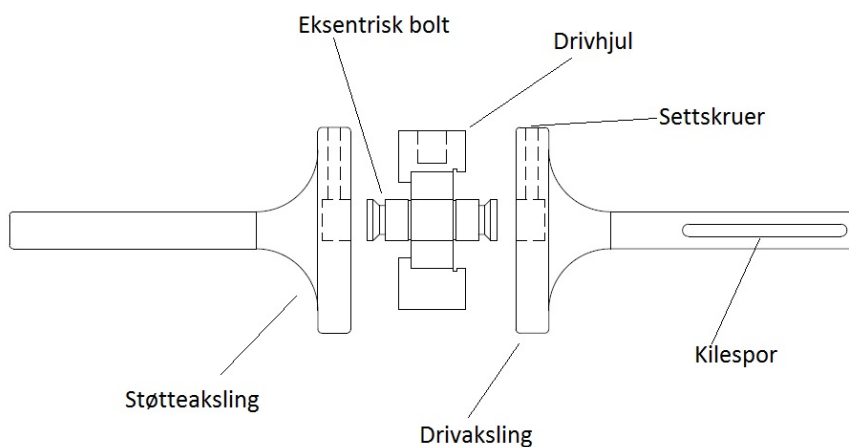 Eksentrisk bolt
Drivhjul
Settskruer
Kilespor
Støtteaksling
Drivaksling